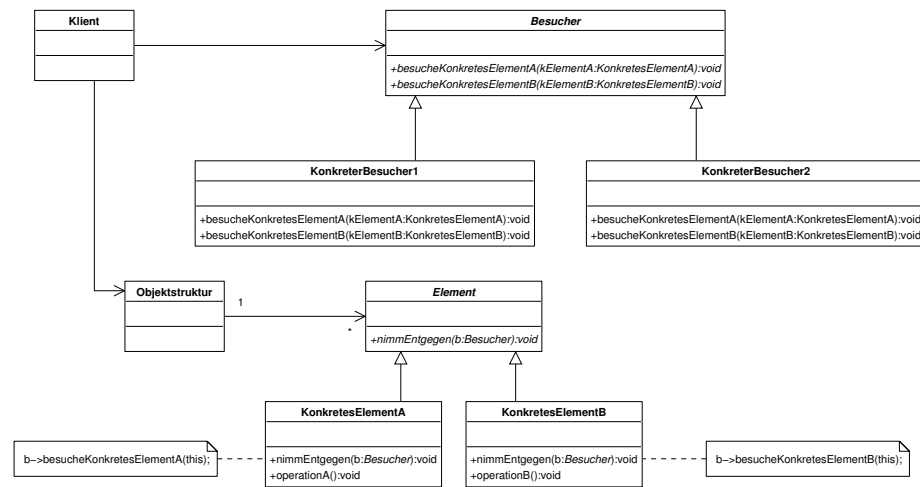 Klient
Besucher
+besucheKonkretesElementA(kElementA:KonkretesElementA):void
+besucheKonkretesElementB(kElementB:KonkretesElementB):void
KonkreterBesucher1
+besucheKonkretesElementA(kElementA:KonkretesElementA):void
+besucheKonkretesElementB(kElementB:KonkretesElementB):void
KonkreterBesucher2
+besucheKonkretesElementA(kElementA:KonkretesElementA):void
+besucheKonkretesElementB(kElementB:KonkretesElementB):void
Objektstruktur
1
*
Element
+nimmEntgegen(b:Besucher):void
KonkretesElementA
+nimmEntgegen(b:Besucher):void
+operationA():void
KonkretesElementB
+nimmEntgegen(b:Besucher):void
+operationB():void
b->besucheKonkretesElementA(this);
b->besucheKonkretesElementB(this);